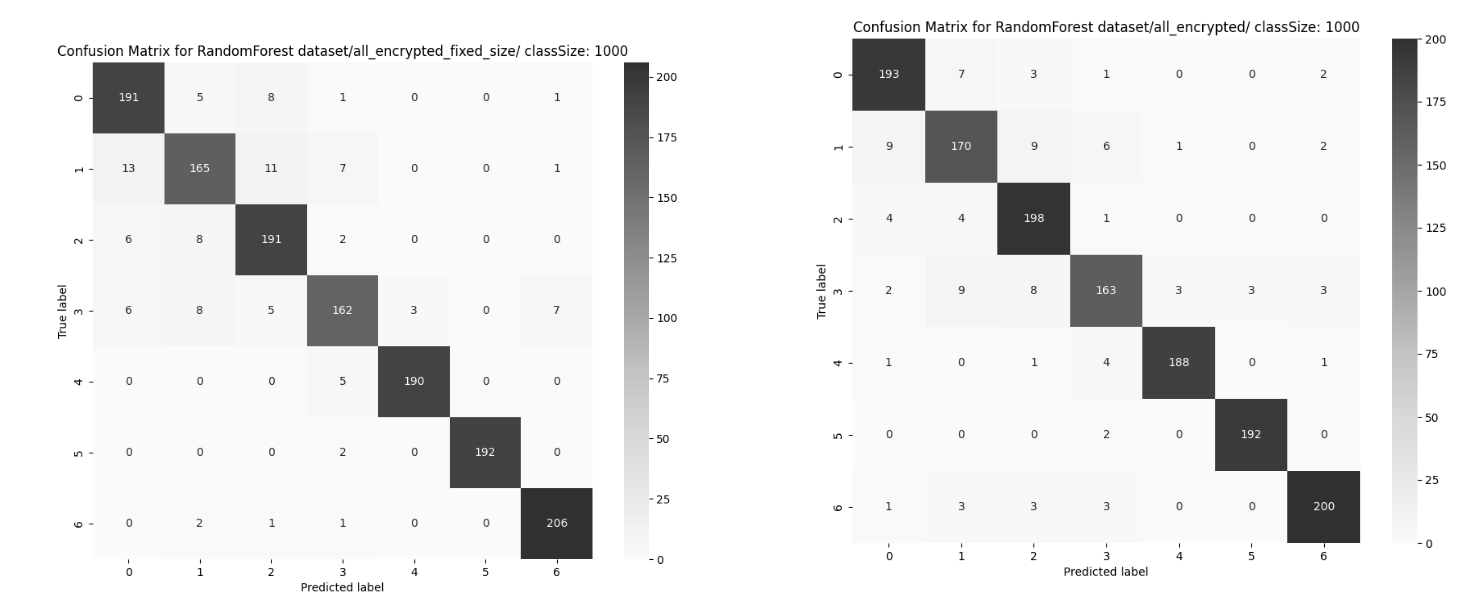 Confusion Matrix for RandomForest dataset/all_encrypted_fixed_size/ classSize: 1000
0 191 5 8 1 0 0 1
1 13 165 11 7 0 0 1
2 6 8 191 2 0 0 0
3 6 8 5 162 3 0 7
4 0 0 0 5 190 0 0
5 0 0 0 2 0 192 0
6 0 2 1 1 0 0 206
True label
0 1 2 3 4 5 6
Predicted label
200
175
150
125
100
75
50
25
0
Confusion Matrix for RandomForest dataset/all_encrypted/ classSize: 1000
0 193 7 3 1 0 0 2
1 9 170 9 6 1 0 2
2 4 4 198 1 0 0 0
3 2 9 8 163 3 3 3
4 1 0 1 4 188 0 1
5 0 0 0 2 0 192 0
6 1 3 3 3 0 0 200
True label
0 1 2 3 4 5 6
Predicted label
200
175
150
125
100
75
50
25
0